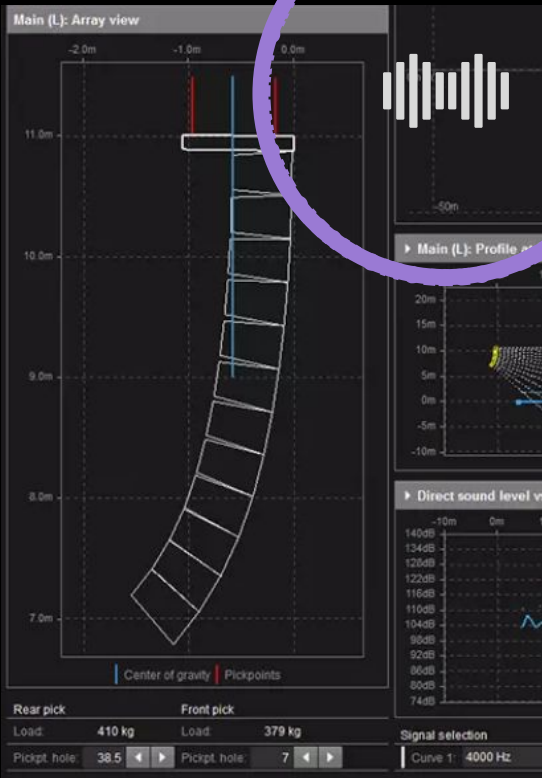 Main (L): Array view
-2.0m -1.0m 0.0m
11.0m
10.0m
9.0m
8.0m
7.0m
Center of gravity Pickpoints
Rear pick Front pick
Load: 410 kg Load: 379 kg
Pickpt. hole: 38.5 Pickpt. hole: 7
-50m
Main (L): Profile
20m
15m
10m
5m
0m
-5m
-10m
Direct sound level
-10m 0m
140dB
134dB
128dB
122dB
116dB
110dB
104dB
98dB
92dB
86dB
80dB
74dB
Signal selection
Curve 1: 4000 Hz